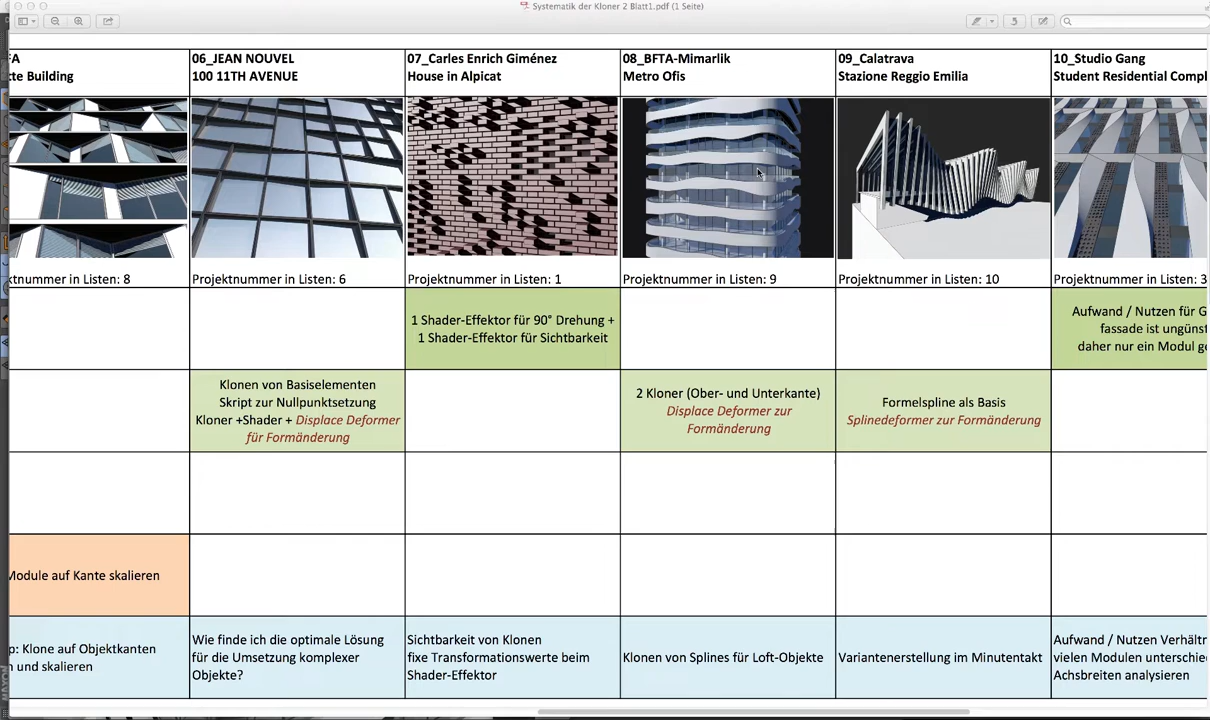 Systematik der Kloner 2 Blatt1.pdf (1 Seite)
06_JEAN NOUVEL
100 11TH AVENUE
07_Carles Enrich Giménez
House in Alpicat
08_BFTA-Mimarlik
Metro Ofis
09_Calatrava
Stazione Reggio Emilia
10_Studio Gang
Student Residential Compl
FA
tte Building
ktnummer in Listen: 8
Projektnummer in Listen: 6
Projektnummer in Listen: 1
Projektnummer in Listen: 9
Projektnummer in Listen: 10
Projektnummer in Listen: 3
1 Shader-Effektor für 90° Drehung +
1 Shader-Effektor für Sichtbarkeit
Aufwand / Nutzen für G
fassade ist ungünst
daher nur ein Modul ge
Klonen von Basiselementen
Skript zur Nullpunktsetzung
Kloner +Shader + Displace Deformer
für Formänderung
2 Kloner (Ober- und Unterkante)
Displace Deformer zur
Formänderung
Formelspline als Basis
Splinedeformer zur Formänderung
Module auf Kante skalieren
p: Klone auf Objektkanten
n und skalieren
Wie finde ich die optimale Lösung
für die Umsetzung komplexer
Objekte?
Sichtbarkeit von Klonen
fixe Transformationswerte beim
Shader-Effektor
Klonen von Splines für Loft-Objekte
Variantenerstellung im Minutentakt
Aufwand / Nutzen Verhältn
vielen Modulen unterschie
Achsbreiten analysieren